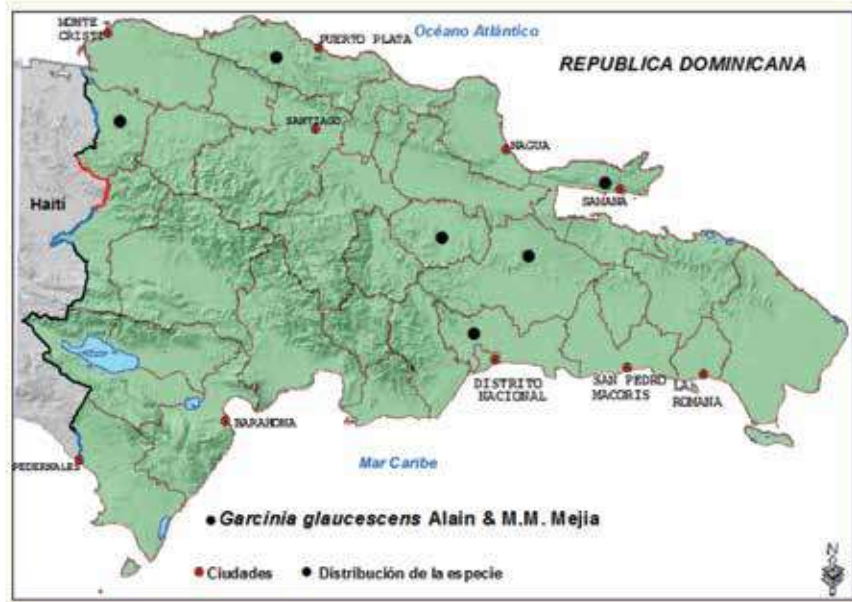 MONTE -
CRISTI
PUERTO PLATA
Océano Atlántico
REPUBLICA DOMINICANA
SANTIAGO
NAGUA
Haití
SAMANA
DISTRITO
NACIONAL
SAN PEDRO
MACORIS
LA
ROMANA
BARAHONA
PEDERNALES
Mar Caribe
Garcinia glaucescens Alain & M.M. Mejia
Ciudades
Distribución de la especie
N